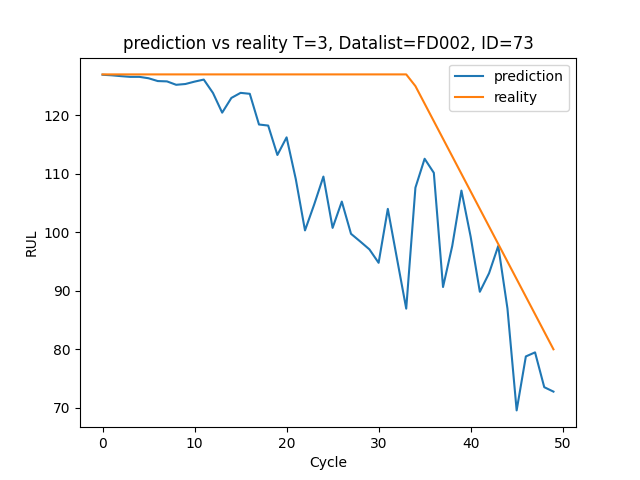 prediction vs reality T=3, Datalist=FD002, ID=73
prediction
reality
RUL
120
110
100
90
80
70
0 10 20 30 40 50
Cycle